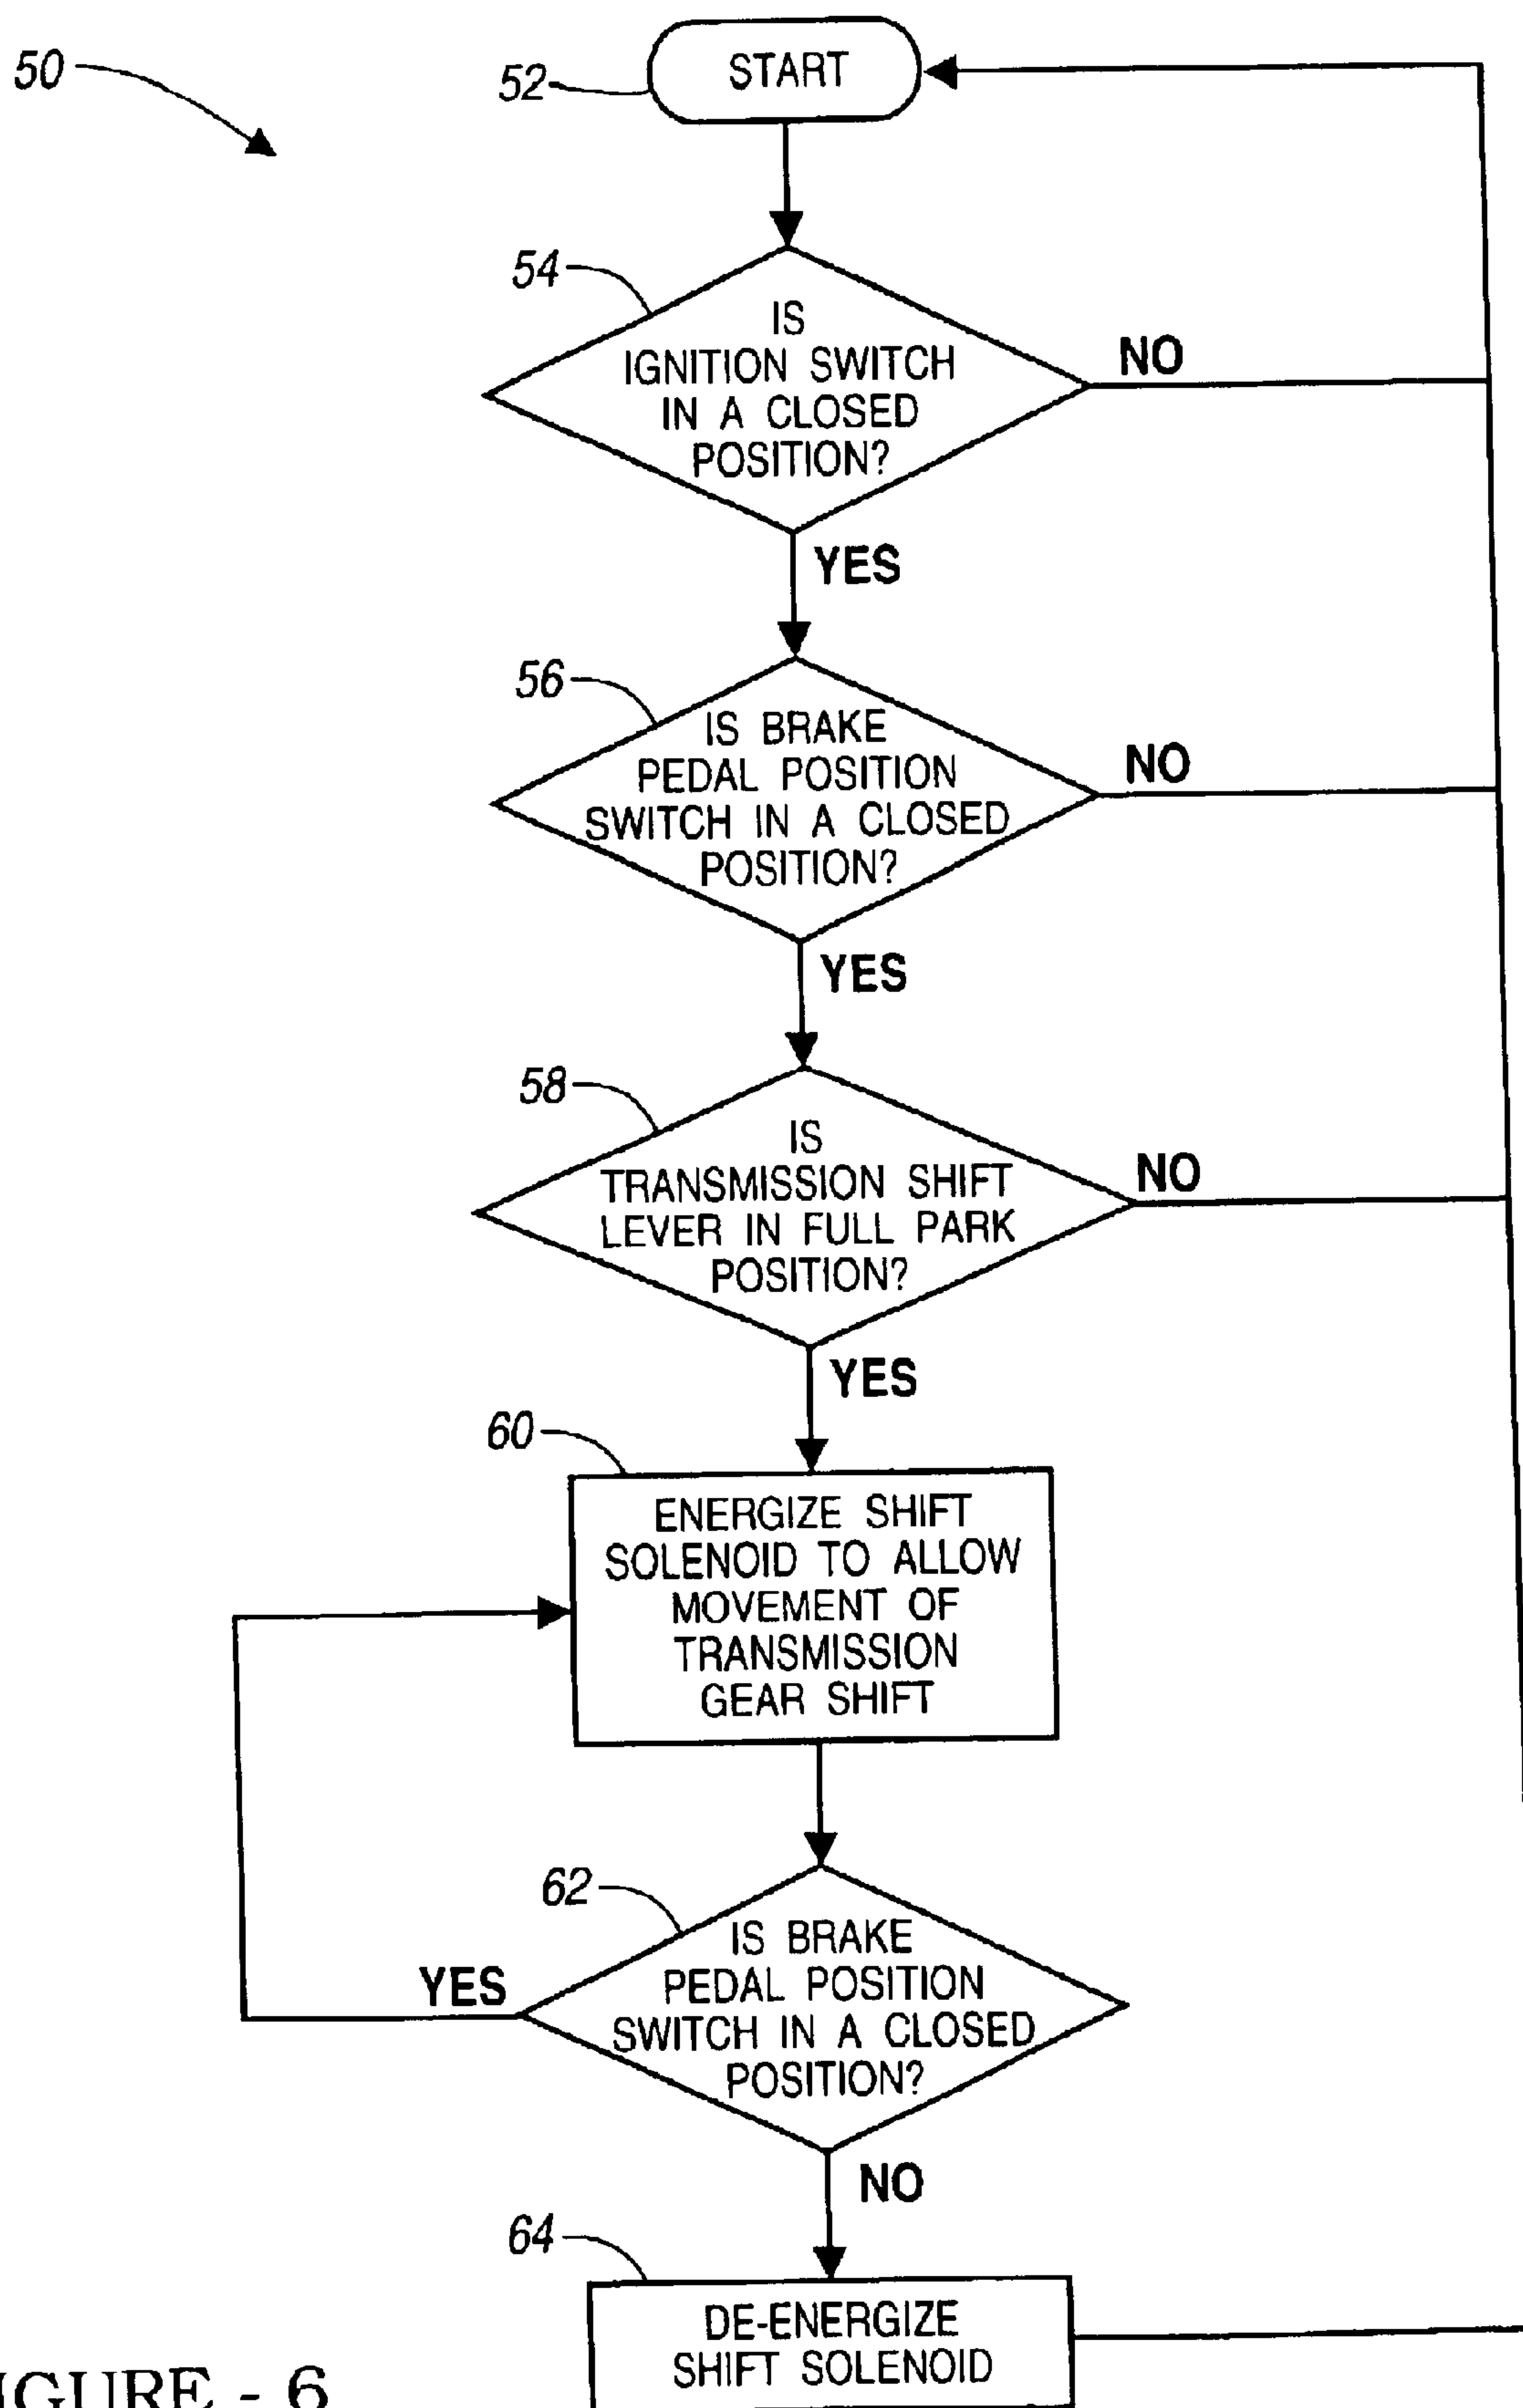 50
52
START
54
IS
IGNITION SWITCH
IN A CLOSED
POSITION?
NO
YES
56
IS BRAKE
PEDAL POSITION
SWITCH IN A CLOSED
POSITION?
NO
YES
58
IS
TRANSMISSION SHIFT
LEVER IN FULL PARK
POSITION?
NO
YES
60
ENERGIZE SHIFT
SOLENOID TO ALLOW
MOVEMENT OF
TRANSMISSION
GEAR SHIFT
62
IS BRAKE
PEDAL POSITION
SWITCH IN A CLOSED
POSITION?
YES
NO
64
DE-ENERGIZE
SHIFT SOLENOID
IGURE - 6